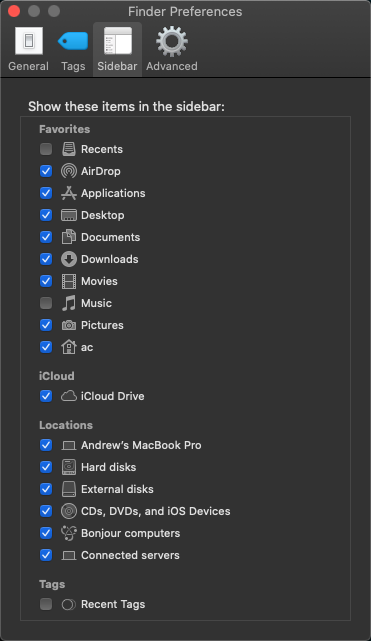 Finder Preferences
General Tags Sidebar Advanced
Show these items in the sidebar:
Favorites
Recents
AirDrop
Applications
Desktop
Documents
Downloads
Movies
Music
Pictures
ac
iCloud
iCloud Drive
Locations
Andrew's MacBook Pro
Hard disks
External disks
CDs, DVDs, and iOS Devices
Bonjour computers
Connected servers
Tags
Recent Tags